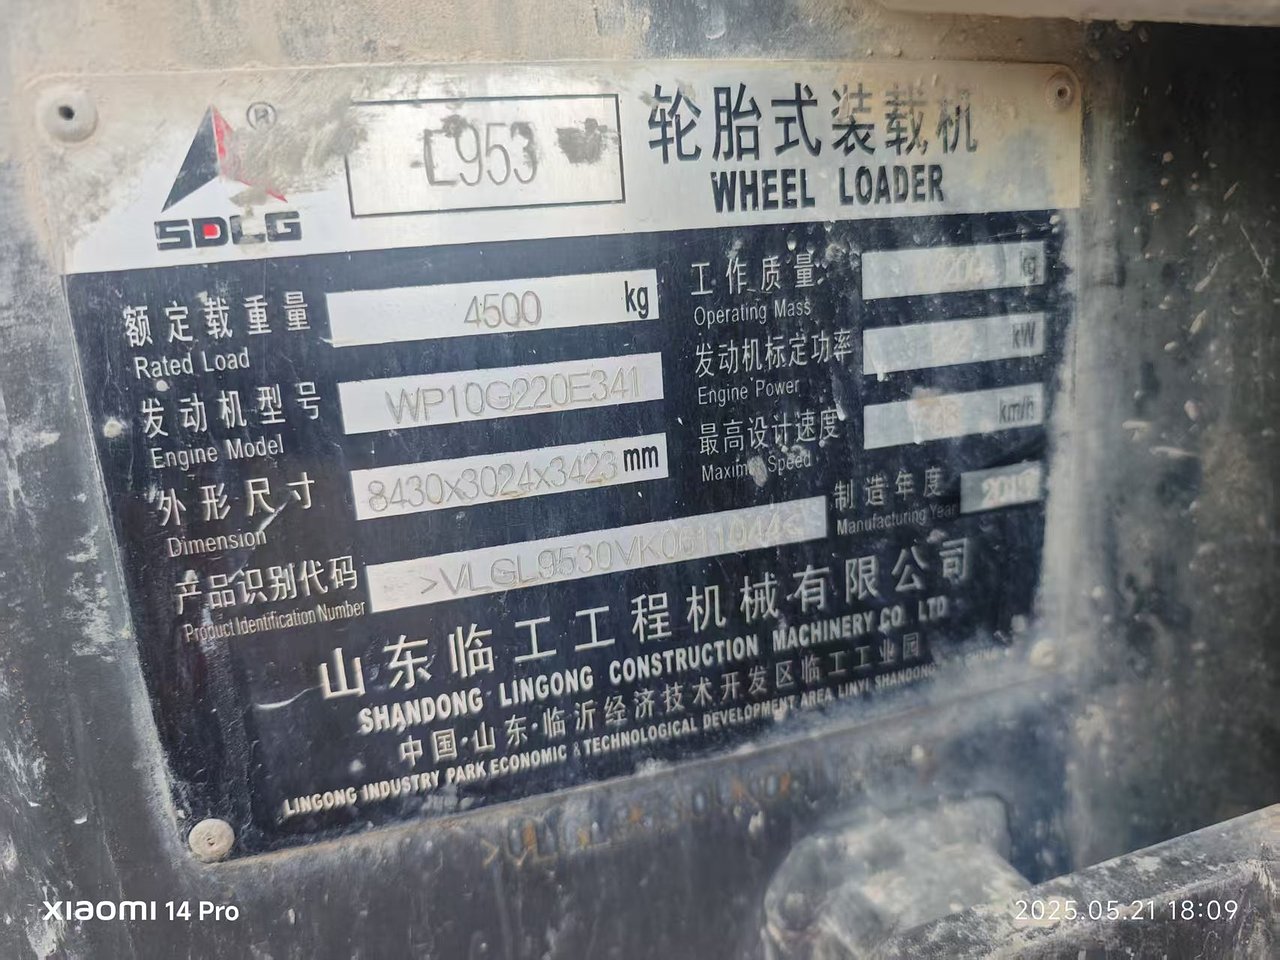 SDLG ®
L953
轮胎式装载机
WHEEL LOADER
额定载重量 4500 kg
Rated Load
工作质量 kg
Operating Mass
发动机型号 WP10G220E341
Engine Model
发动机标定功率 kW
Engine Power
外形尺寸 8430x3024x3423 mm
Dimension
最高设计速度 km/h
Maximum Speed
产品识别代码
Product Identification Number
制造年度
Manufacturing Year
山东临工工程机械有限公司
SHANDONG LINGONG CONSTRUCTION MACHINERY CO LTD
中国·山东·临沂经济技术开发区临工工业园
LINGONG INDUSTRY PARK ECONOMIC & TECHNOLOGICAL DEVELOPMENT AREA LINYI SHANDONG
XIAOMI 14 Pro
2025.05.21 18:09